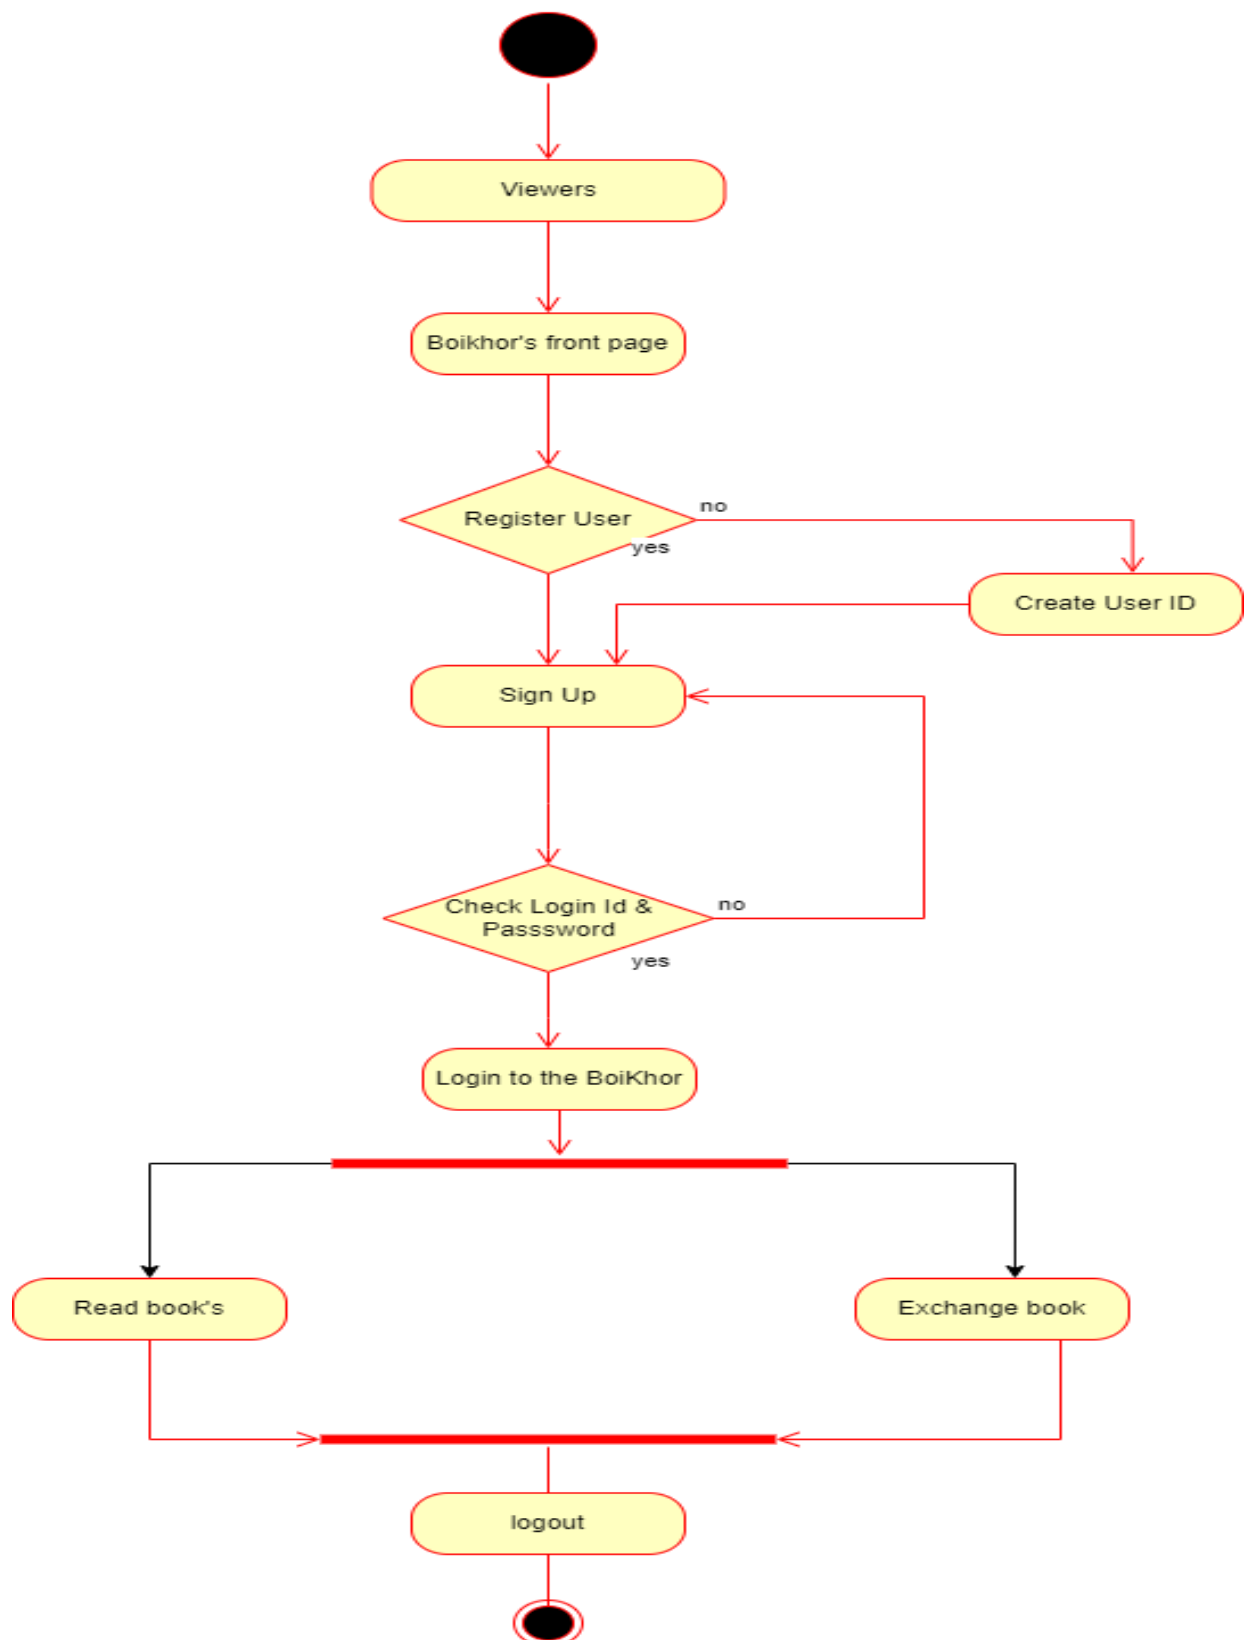 Viewers
Boikhor's front page
Register User
no
yes
Create User ID
Sign Up
Check Login Id &
Passsword
no
yes
Login to the BoiKhor
Read book's
Exchange book
logout